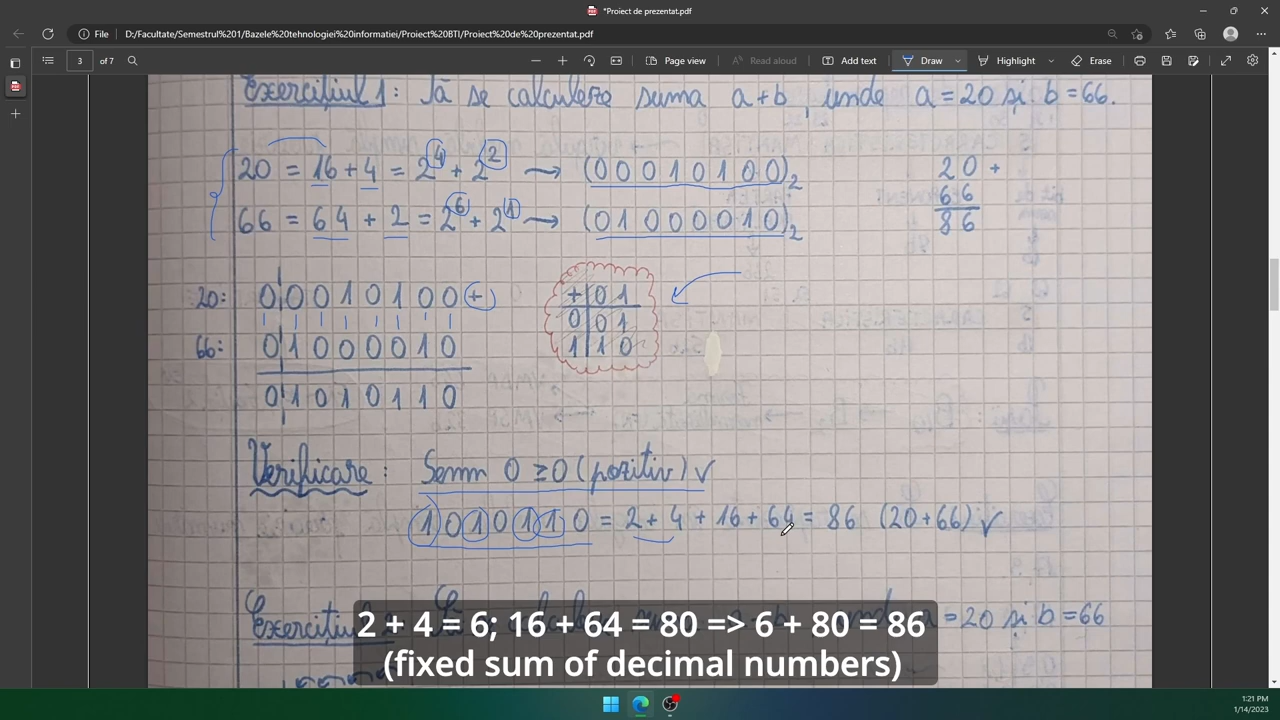 *Proiect de prezentat.pdf
File D:/Facultate/Semestrul%201/Bazele%20tehnologiei%20informatiei/Proiect%20BTI/Proiect%20de%20prezentat.pdf
3 of 7 Page view Read aloud Add text Draw Highlight Erase
Exercițiul 1: Să se calculeze suma a+b, unde a=20 și b=66.
20 = 16+4 = 2^4 + 2^2 → (00010100)₂
66 = 64 + 2 = 2^6 + 2^1 → (01000010)₂
20 +
66
86
20: 0 0 0 1 0 1 0 0 +
66: 0 1 0 0 0 0 1 0
0 1 0 1 0 1 1 0
+ 0 1
0 0 1
1 1 0
Verificare: Semn 0 ≥0 (pozitiv) √
1 0 1 0 1 1 0 = 2 + 4 + 16 + 64 = 86 (20+66) √
a=20 și b=66
2 + 4 = 6; 16 + 64 = 80 => 6 + 80 = 86
(fixed sum of decimal numbers)
1:21 PM
1/14/2023